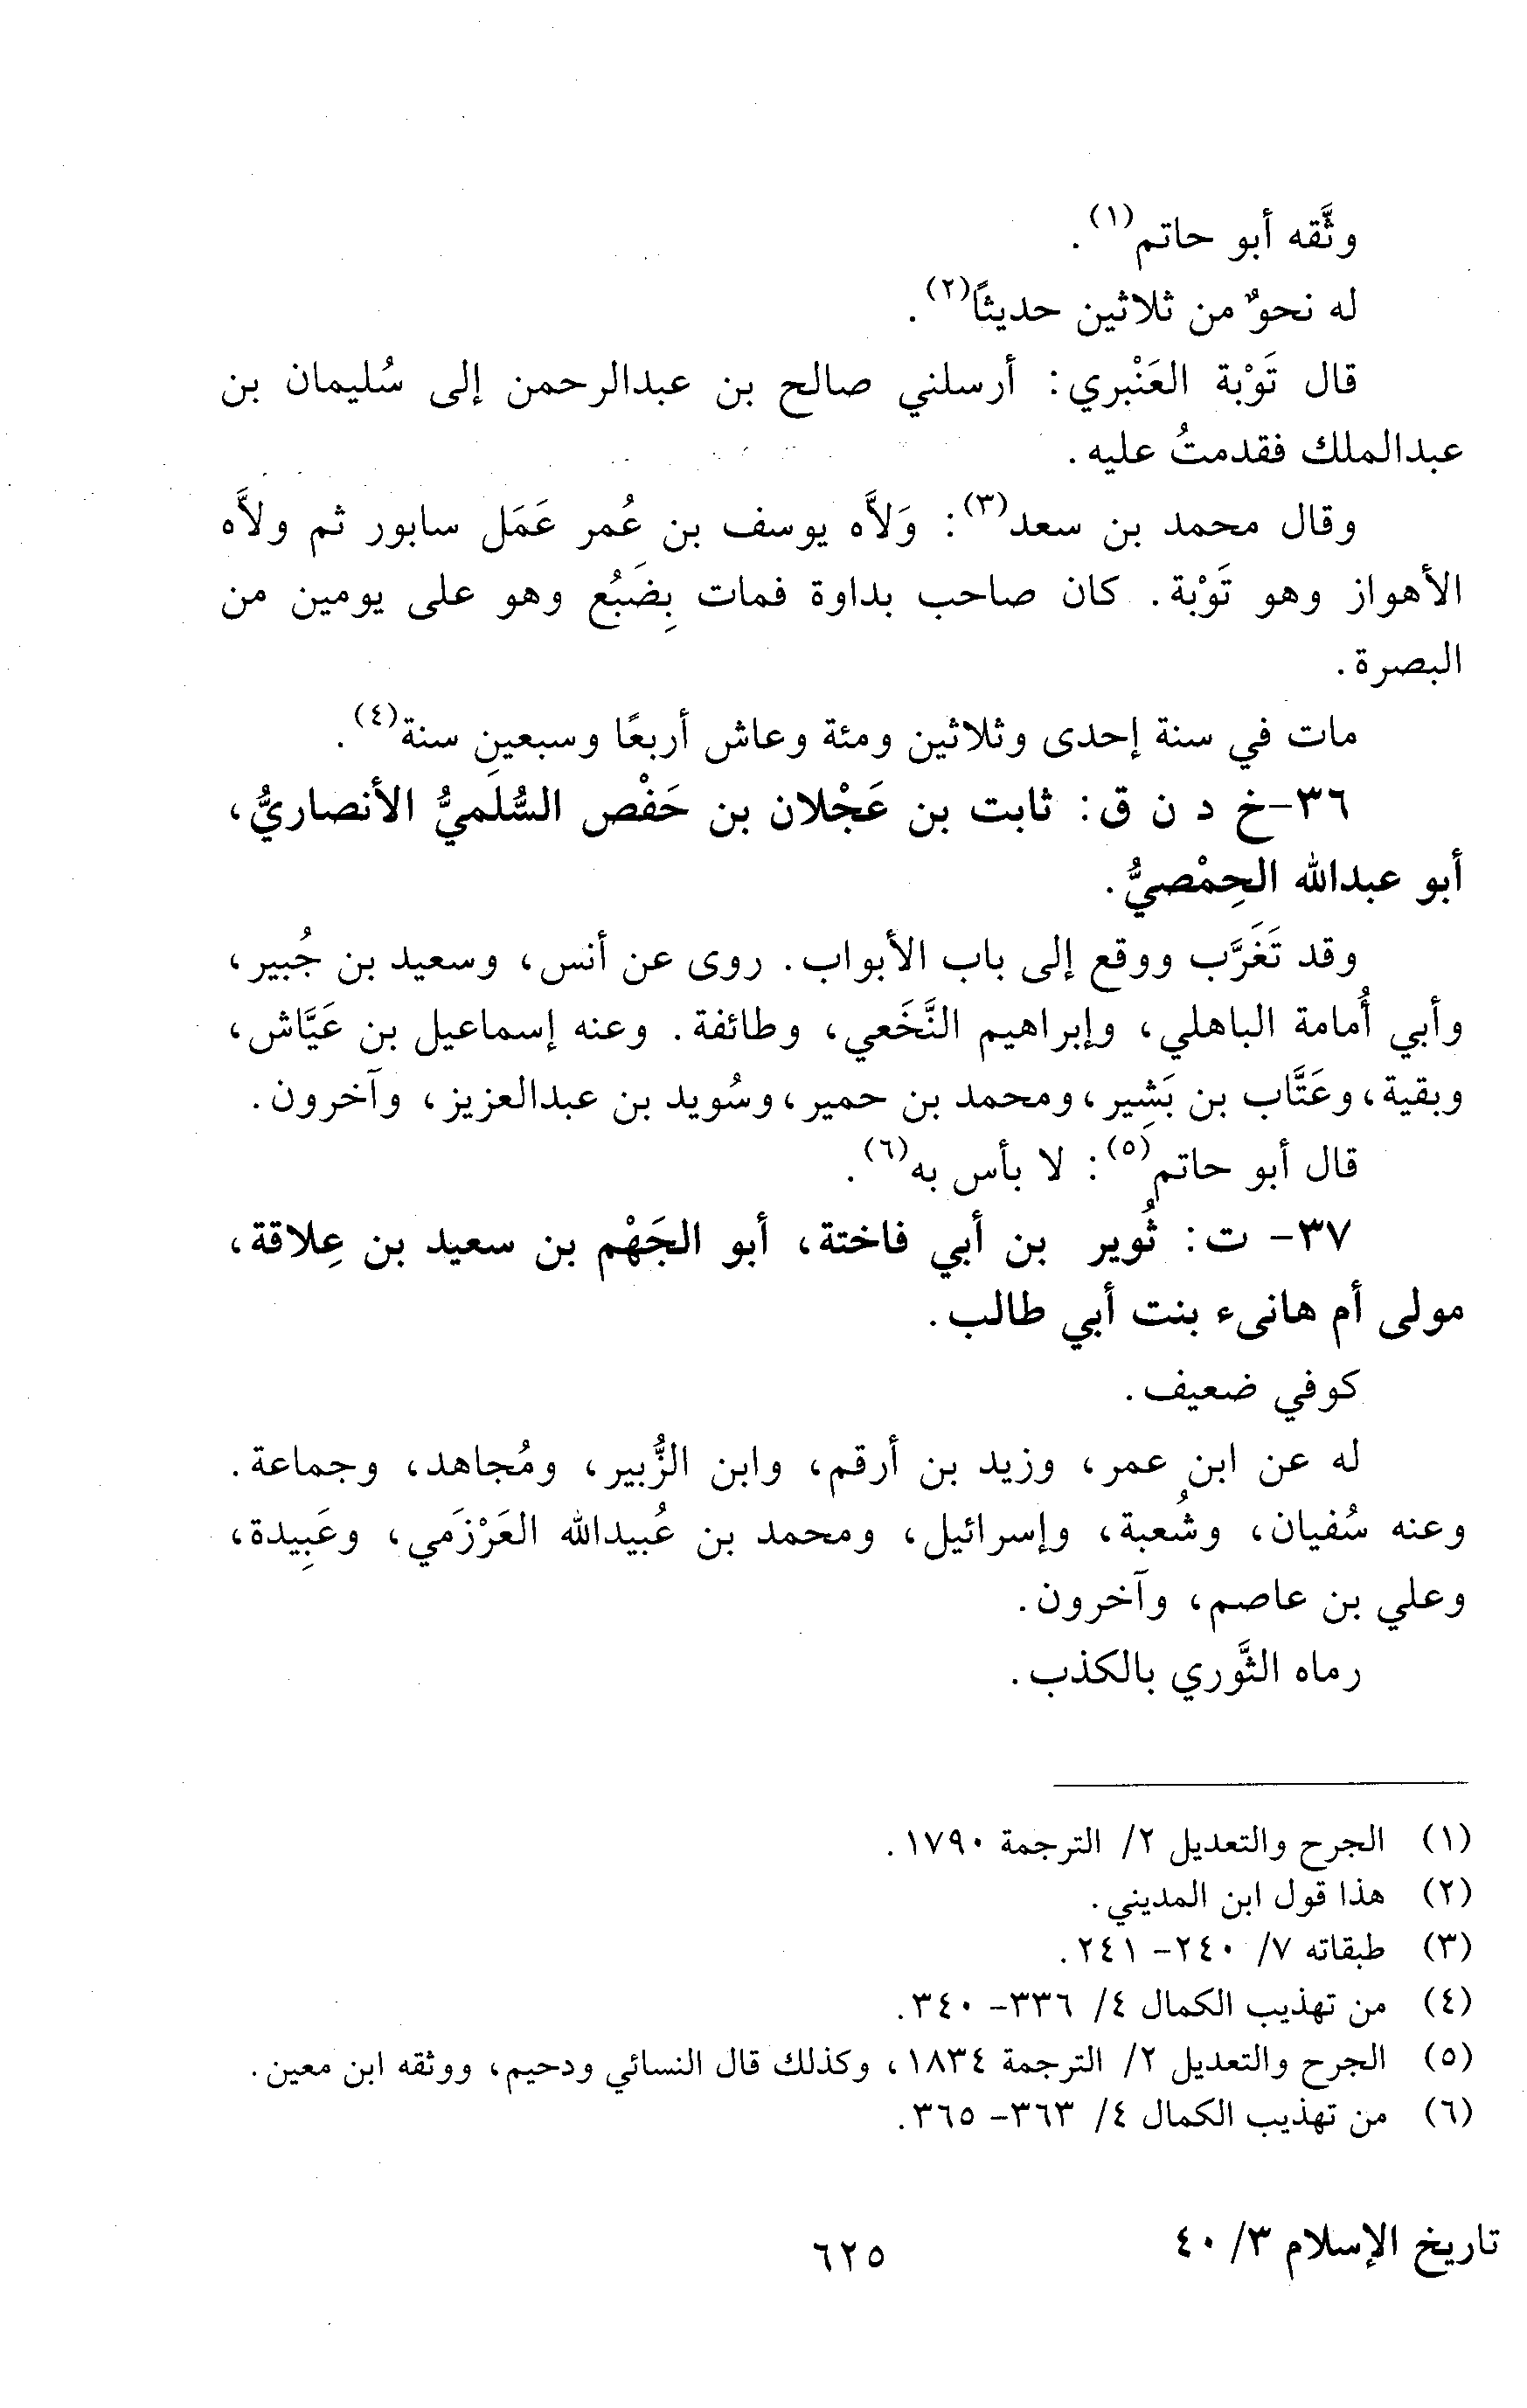 وثَّقه أبو حاتم(١).
له نحوٌ من ثلاثين حديثًا(٢).
قال تَوْبة العَنْبري: أرسلني صالح بن عبدالرحمن إلى سُليمان بن
عبدالملك فقدمتُ عليه.
وقال محمد بن سعد(٣): وَلاَّه يوسف بن عُمر عَمَل سابور ثم ولاَّه
الأهواز وهو تَوْبة. كان صاحب بداوة فمات بِضَبُع وهو على يومين من
البصرة.
مات في سنة إحدى وثلاثين ومئة وعاش أربعًا وسبعين سنة(٤).
٣٦-خ د ن ق: ثابت بن عَجْلان بن حَفْص السُّلَميُّ الأنصاريُّ،
أبو عبدالله الحِمْصيُّ.
وقد تَغَرَّب ووقع إلى باب الأبواب. روى عن أنس، وسعيد بن جُبير،
وأبي أُمامة الباهلي، وإبراهيم النَّخَعي، وطائفة. وعنه إسماعيل بن عَيَّاش،
وبقية، وعَتَّاب بن بَشِير، ومحمد بن حمير، وسُويد بن عبدالعزيز، وآخرون.
قال أبو حاتم(٥): لا بأس به(٦).
٣٧- ت: ثُوير بن أبي فاختة، أبو الجَهْم بن سعيد بن عِلاقة،
مولى أم هانىء بنت أبي طالب.
كوفي ضعيف.
له عن ابن عمر، وزيد بن أرقم، وابن الزُّبير، ومُجاهد، وجماعة.
وعنه سُفيان، وشُعبة، وإسرائيل، ومحمد بن عُبيدالله العَرْزَمي، وعَبِيدة،
وعلي بن عاصم، وآخرون.
رماه الثَّوري بالكذب.
(١) الجرح والتعديل ٢/ الترجمة ١٧٩٠.
(٢) هذا قول ابن المديني.
(٣) طبقاته ٧/ ٢٤٠- ٢٤١.
(٤) من تهذيب الكمال ٤/ ٣٣٦- ٣٤٠.
(٥) الجرح والتعديل ٢/ الترجمة ١٨٣٤، وكذلك قال النسائي ودحيم، ووثقه ابن معين.
(٦) من تهذيب الكمال ٤/ ٣٦٣- ٣٦٥.
تاريخ الإسلام ٣/ ٤٠
٦٢٥